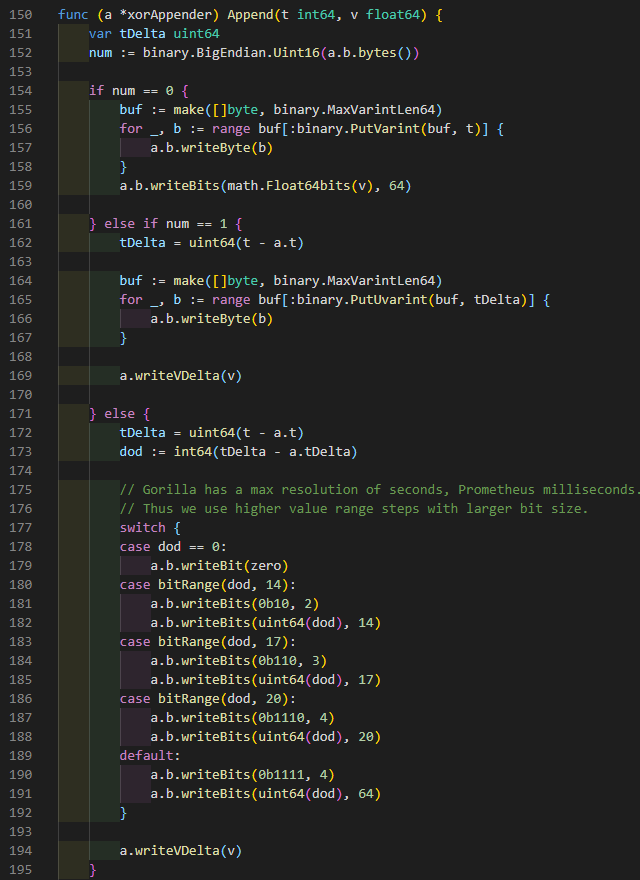 150 func (a *xorAppender) Append(t int64, v float64) {
151     var tDelta uint64
152     num := binary.BigEndian.Uint16(a.b.bytes())
153
154     if num == 0 {
155         buf := make([]byte, binary.MaxVarintLen64)
156         for _, b := range buf[:binary.PutVarint(buf, t)] {
157             a.b.writeByte(b)
158         }
159         a.b.writeBits(math.Float64bits(v), 64)
160
161     } else if num == 1 {
162         tDelta = uint64(t - a.t)
163
164         buf := make([]byte, binary.MaxVarintLen64)
165         for _, b := range buf[:binary.PutUvarint(buf, tDelta)] {
166             a.b.writeByte(b)
167         }
168
169         a.writeVDelta(v)
170
171     } else {
172         tDelta = uint64(t - a.t)
173         dod := int64(tDelta - a.tDelta)
174
175         // Gorilla has a max resolution of seconds, Prometheus milliseconds.
176         // Thus we use higher value range steps with larger bit size.
177         switch {
178         case dod == 0:
179             a.b.writeBit(zero)
180         case bitRange(dod, 14):
181             a.b.writeBits(0b10, 2)
182             a.b.writeBits(uint64(dod), 14)
183         case bitRange(dod, 17):
184             a.b.writeBits(0b110, 3)
185             a.b.writeBits(uint64(dod), 17)
186         case bitRange(dod, 20):
187             a.b.writeBits(0b1110, 4)
188             a.b.writeBits(uint64(dod), 20)
189         default:
190             a.b.writeBits(0b1111, 4)
191             a.b.writeBits(uint64(dod), 64)
192         }
193
194         a.writeVDelta(v)
195     }